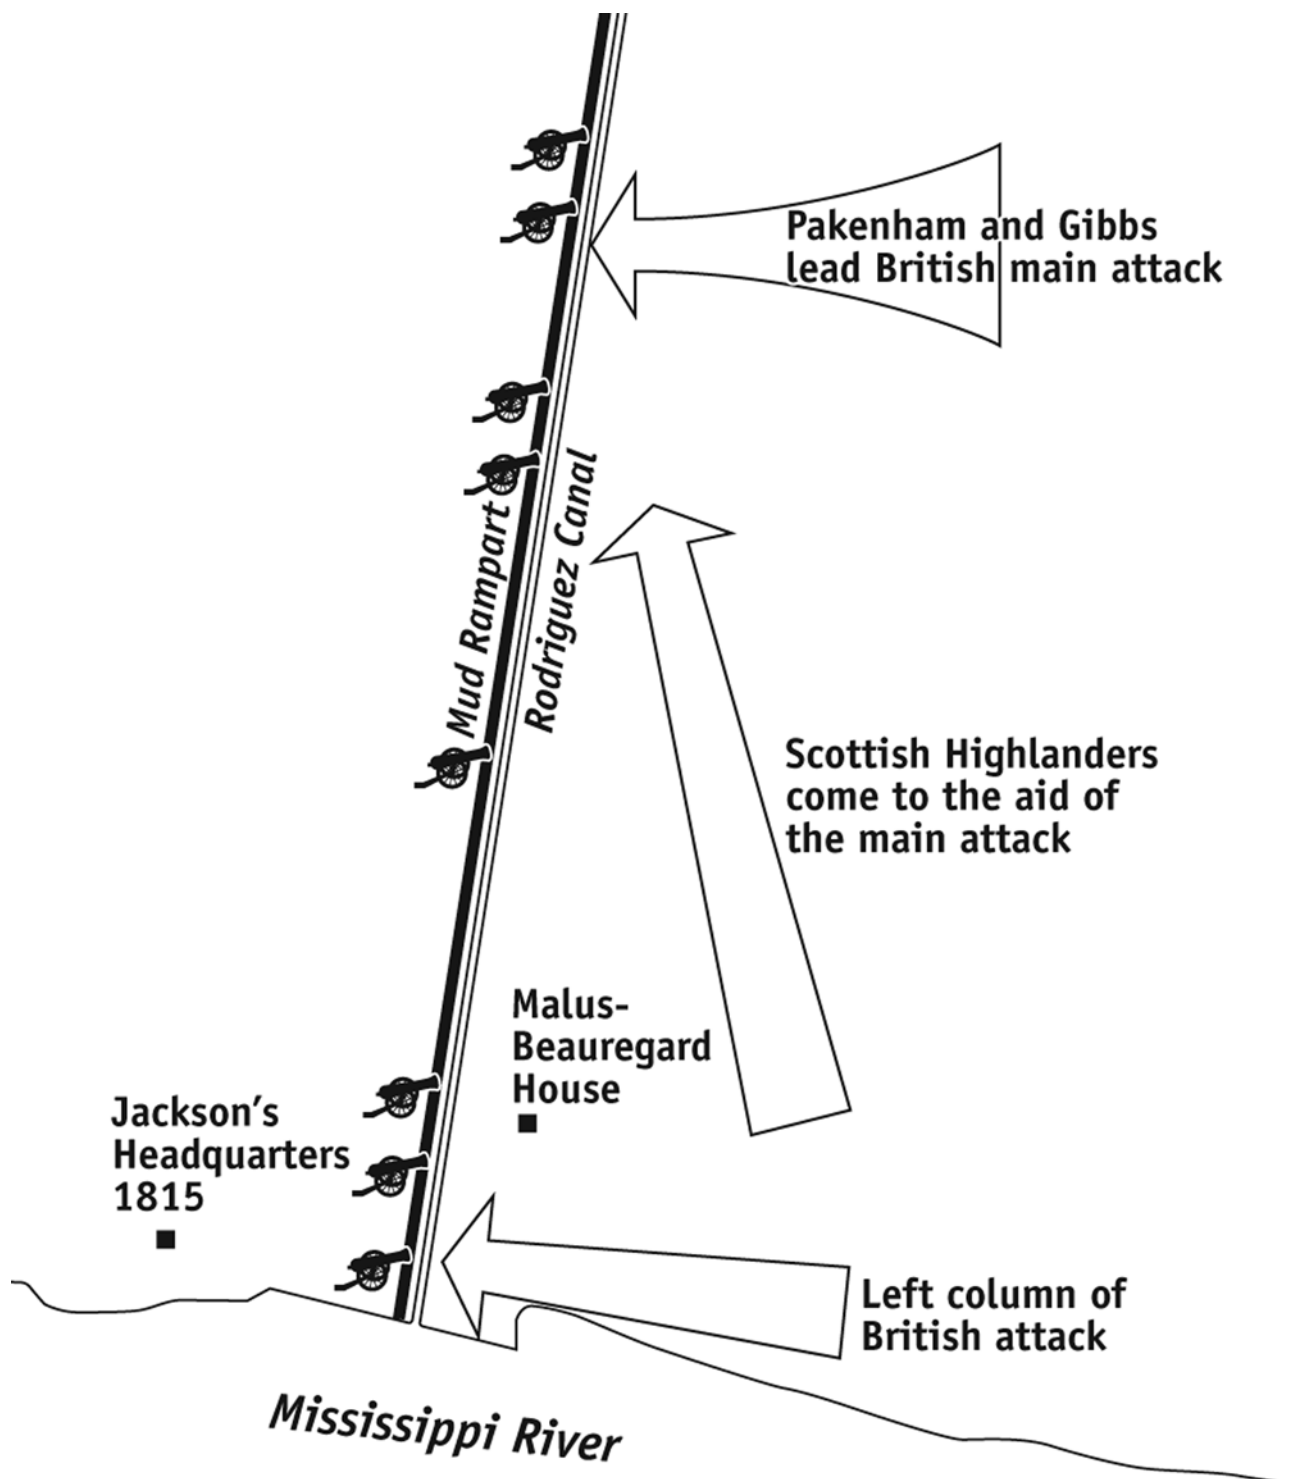 Pakenham and Gibbs
lead British main attack
Mud Rampart
Rodriguez Canal
Scottish Highlanders
come to the aid of
the main attack
Malus-
Beauregard
House
Jackson’s
Headquarters
1815
Left column of
British attack
Mississippi River